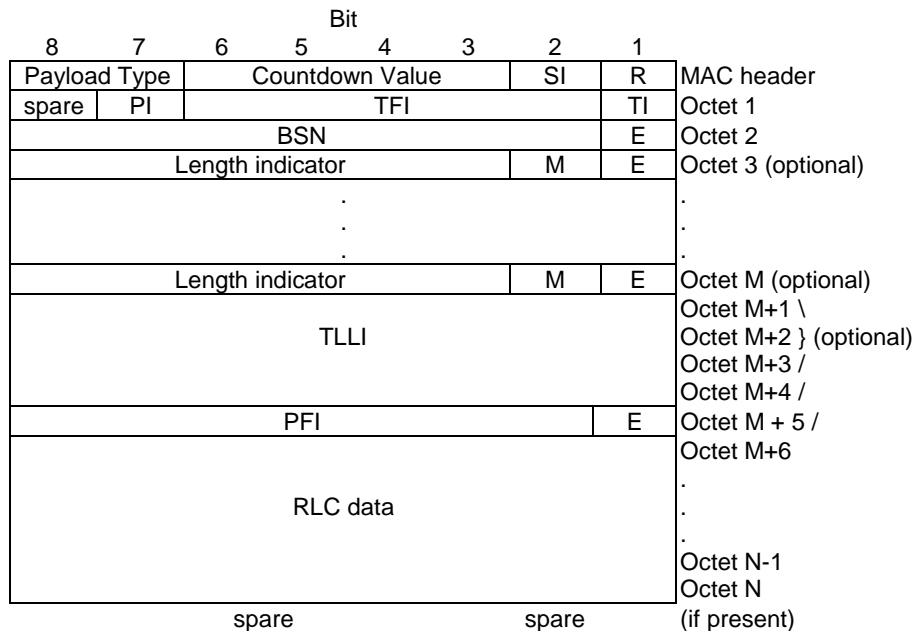 Bit
8 7 6 5 4 3 2 1
Payload Type Countdown Value SI R MAC header
spare PI TFI TI Octet 1
BSN E Octet 2
Length indicator M E Octet 3 (optional)
. .
. .
. .
Length indicator M E Octet M (optional)
Octet M+1 \
TLLI Octet M+2 } (optional)
Octet M+3 /
Octet M+4 /
PFI E Octet M + 5 /
Octet M+6
.
RLC data .
.
Octet N-1
Octet N
spare spare (if present)